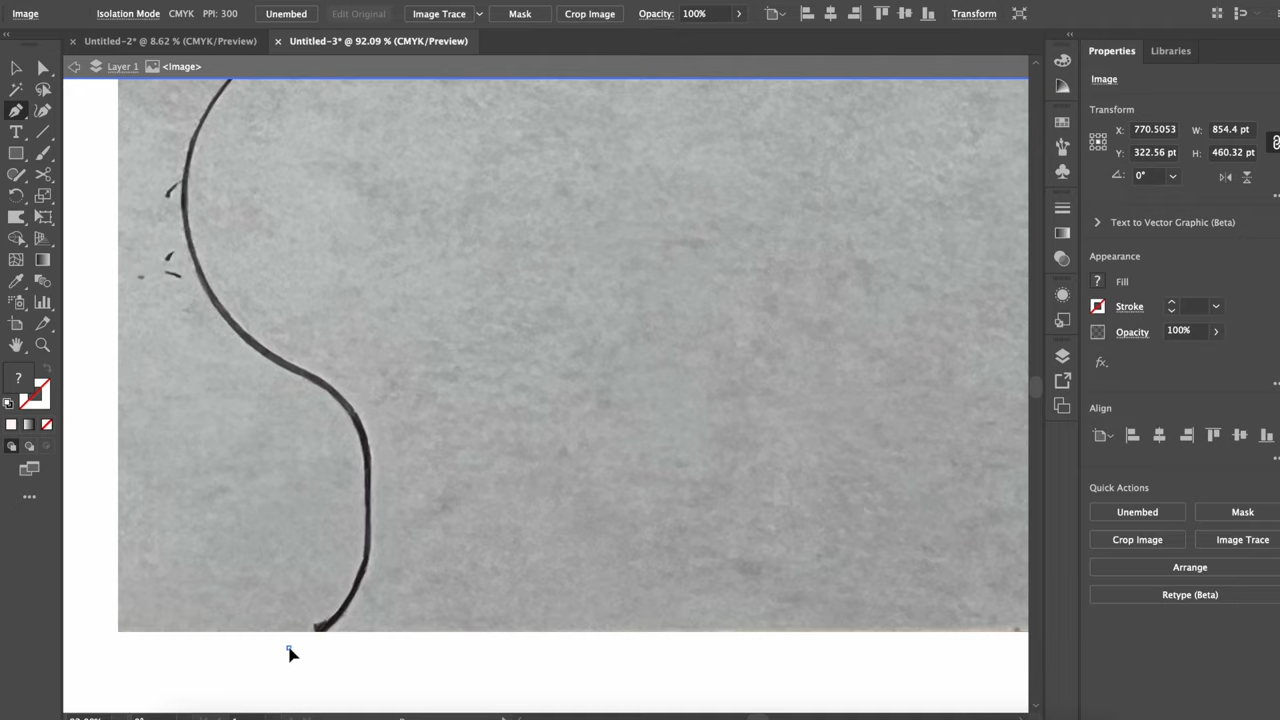 Image
Isolation Mode
CMYK
PPI: 300
Unembed
Edit Original
Image Trace
Mask
Crop Image
Opacity:
100%
Transform
Untitled-2* @ 8.62 % (CMYK/Preview)
Untitled-3* @ 92.09 % (CMYK/Preview)
Layer 1
<Image>
Properties
Libraries
Image
Transform
X: 770.5053
W: 854.4 pt
Y: 322.56 pt
H: 460.32 pt
0°
Text to Vector Graphic (Beta)
Appearance
? Fill
Stroke
Opacity 100%
fx.
Align
Quick Actions
Unembed
Mask
Crop Image
Image Trace
Arrange
Retype (Beta)
?